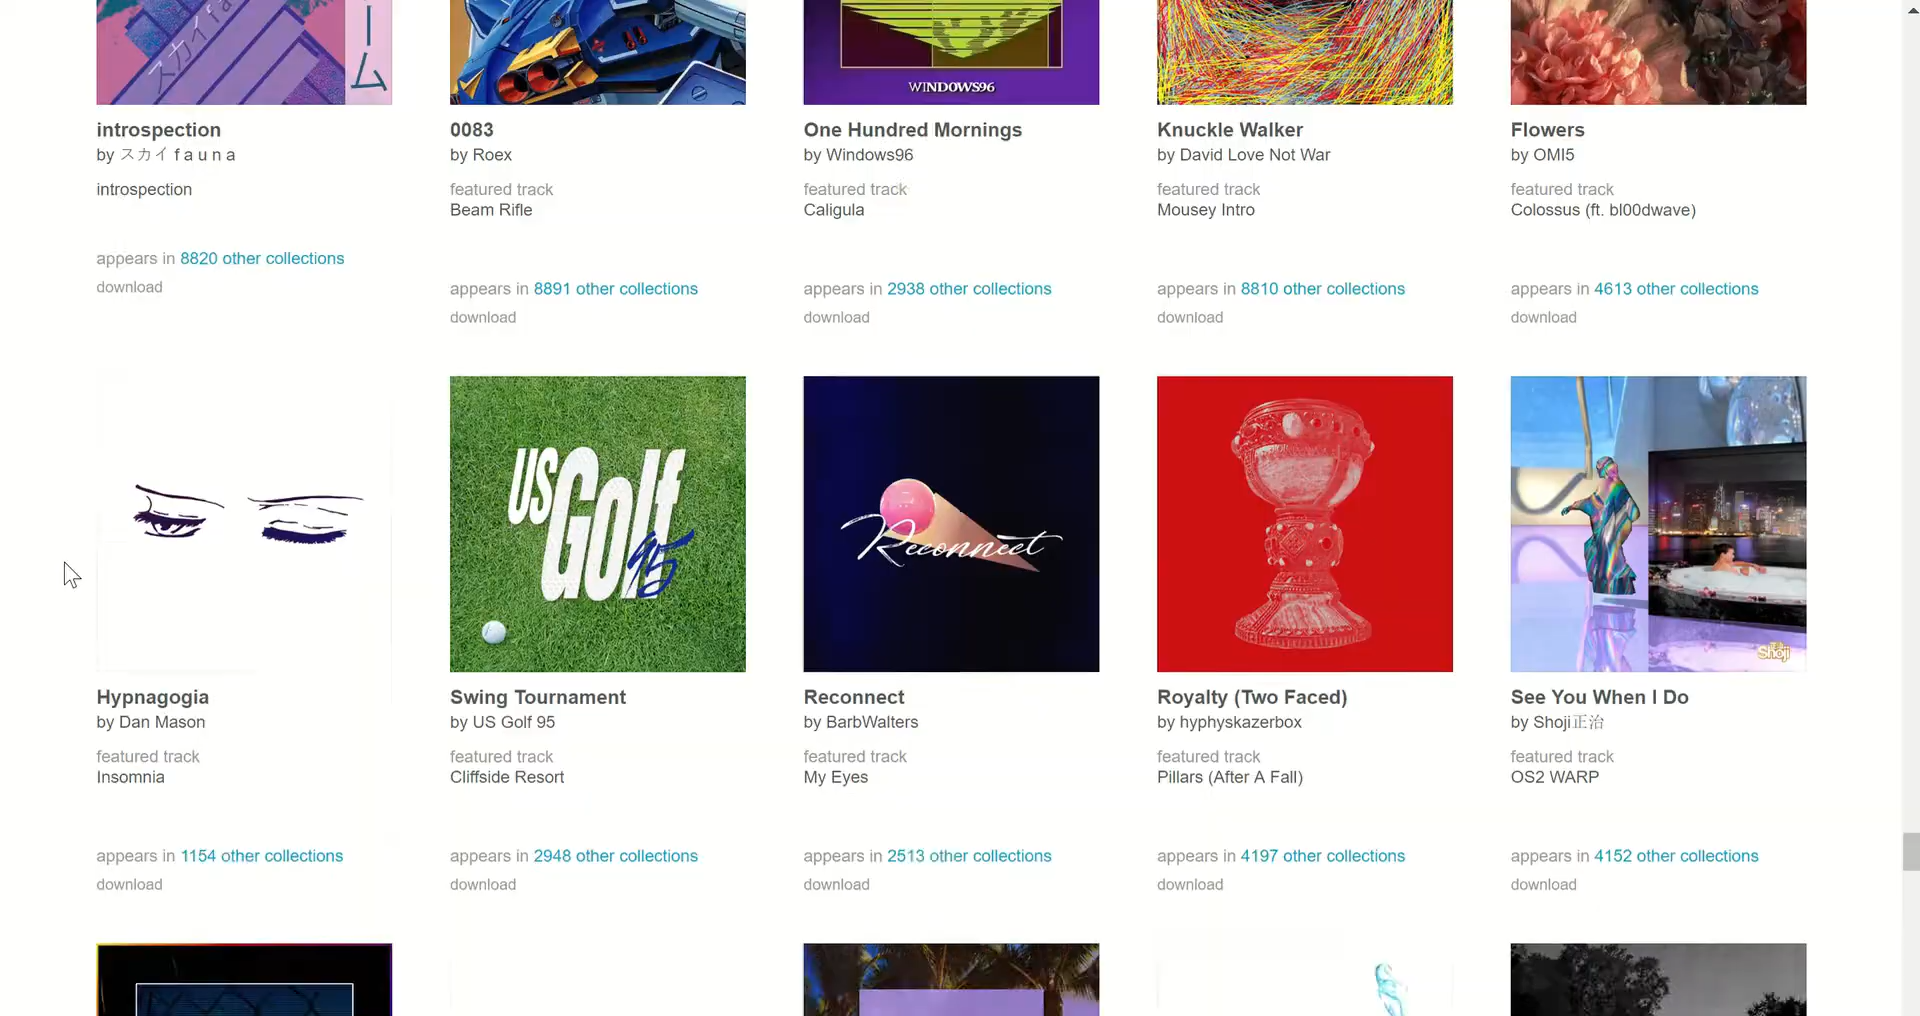 スカイfa
ーム
WINDOWS96
introspection
by スカイ f a u n a
introspection
appears in 8820 other collections
download
0083
by Roex
featured track
Beam Rifle
appears in 8891 other collections
download
One Hundred Mornings
by Windows96
featured track
Caligula
appears in 2938 other collections
download
Knuckle Walker
by David Love Not War
featured track
Mousey Intro
appears in 8810 other collections
download
Flowers
by OMI5
featured track
Colossus (ft. bl00dwave)
appears in 4613 other collections
download
Hypnagogia
by Dan Mason
featured track
Insomnia
appears in 1154 other collections
download
US
Golf
95
Swing Tournament
by US Golf 95
featured track
Cliffside Resort
appears in 2948 other collections
download
Reconnect
Reconnect
by BarbWalters
featured track
My Eyes
appears in 2513 other collections
download
Royalty (Two Faced)
by hyphyskazerbox
featured track
Pillars (After A Fall)
appears in 4197 other collections
download
Shoji
See You When I Do
by Shoji正治
featured track
OS2 WARP
appears in 4152 other collections
download